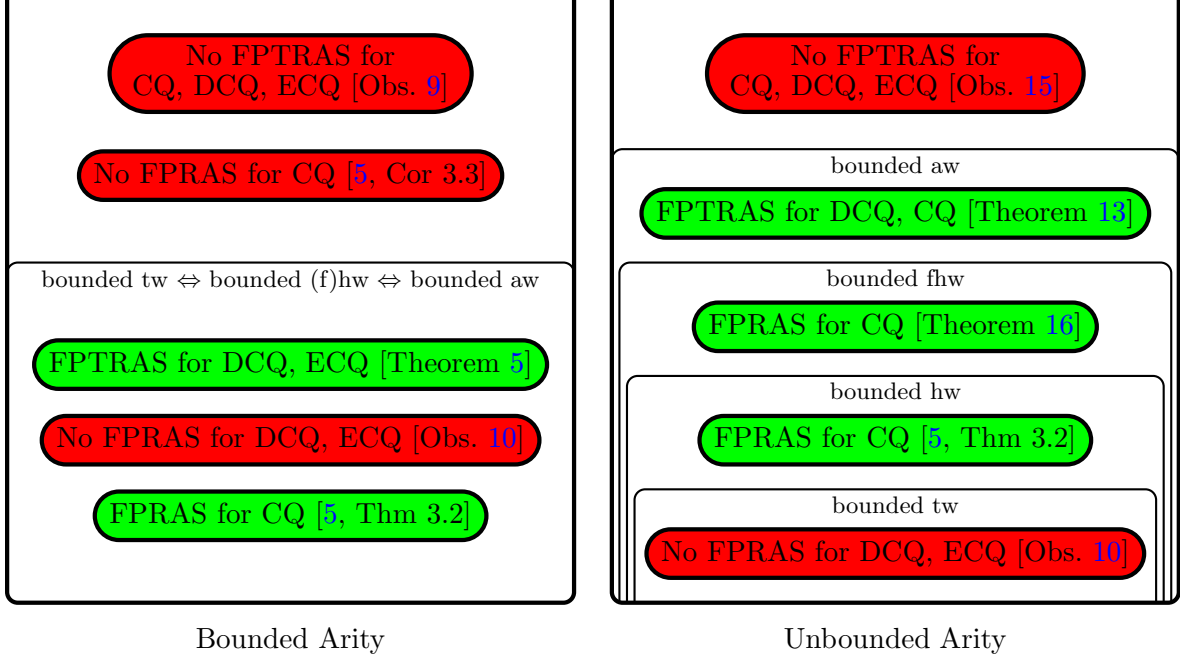 No FPTRAS for
CQ, DCQ, ECQ [Obs. 9]
No FPRAS for CQ [5, Cor 3.3]
bounded tw ⇔ bounded (f)hw ⇔ bounded aw
FPTRAS for DCQ, ECQ [Theorem 5]
No FPRAS for DCQ, ECQ [Obs. 10]
FPRAS for CQ [5, Thm 3.2]
Bounded Arity
No FPTRAS for
CQ, DCQ, ECQ [Obs. 15]
bounded aw
FPTRAS for DCQ, CQ [Theorem 13]
bounded fhw
FPRAS for CQ [Theorem 16]
bounded hw
FPRAS for CQ [5, Thm 3.2]
bounded tw
No FPRAS for DCQ, ECQ [Obs. 10]
Unbounded Arity